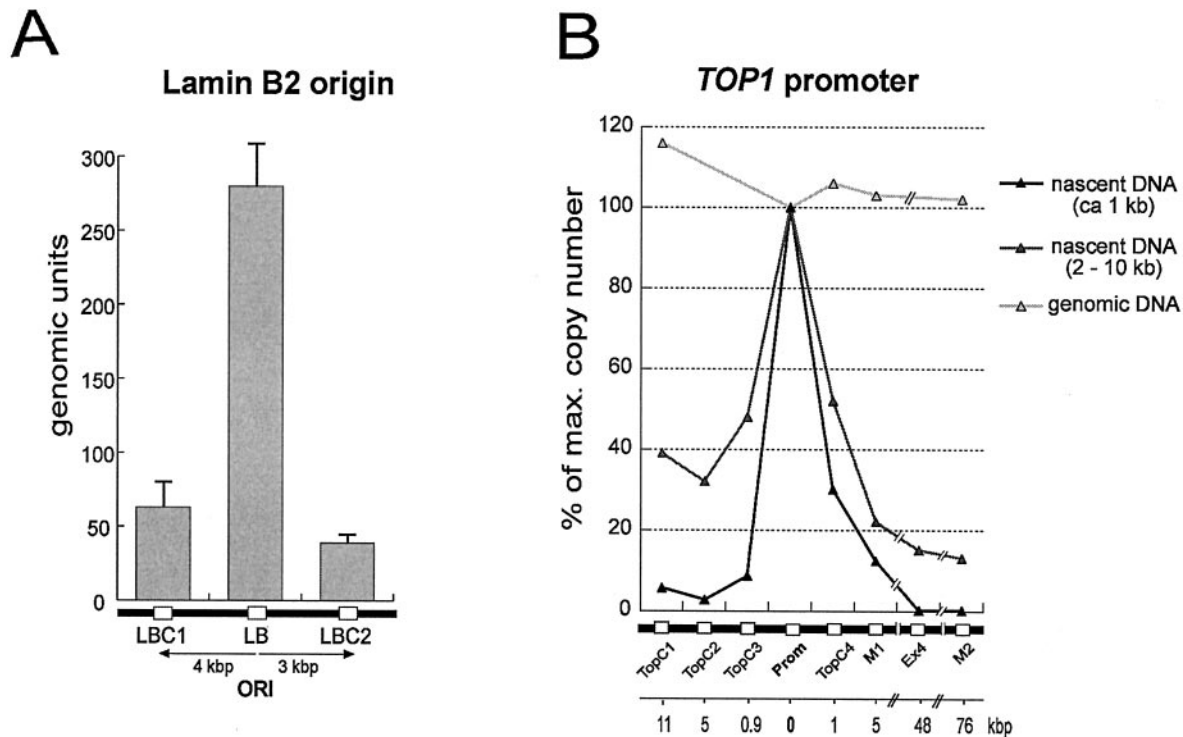 A
Lamin B2 origin
genomic units
300
250
200
150
100
50
0
LBC1 LB LBC2
4 kbp 3 kbp
ORI
B
TOP1 promoter
% of max. copy number
120
100
80
60
40
20
0
TopC1 TopC2 TopC3 Prom TopC4 M1 Ex4 M2
11 5 0.9 0 1 5 48 76 kbp
nascent DNA
(ca 1 kb)
nascent DNA
(2 - 10 kb)
genomic DNA